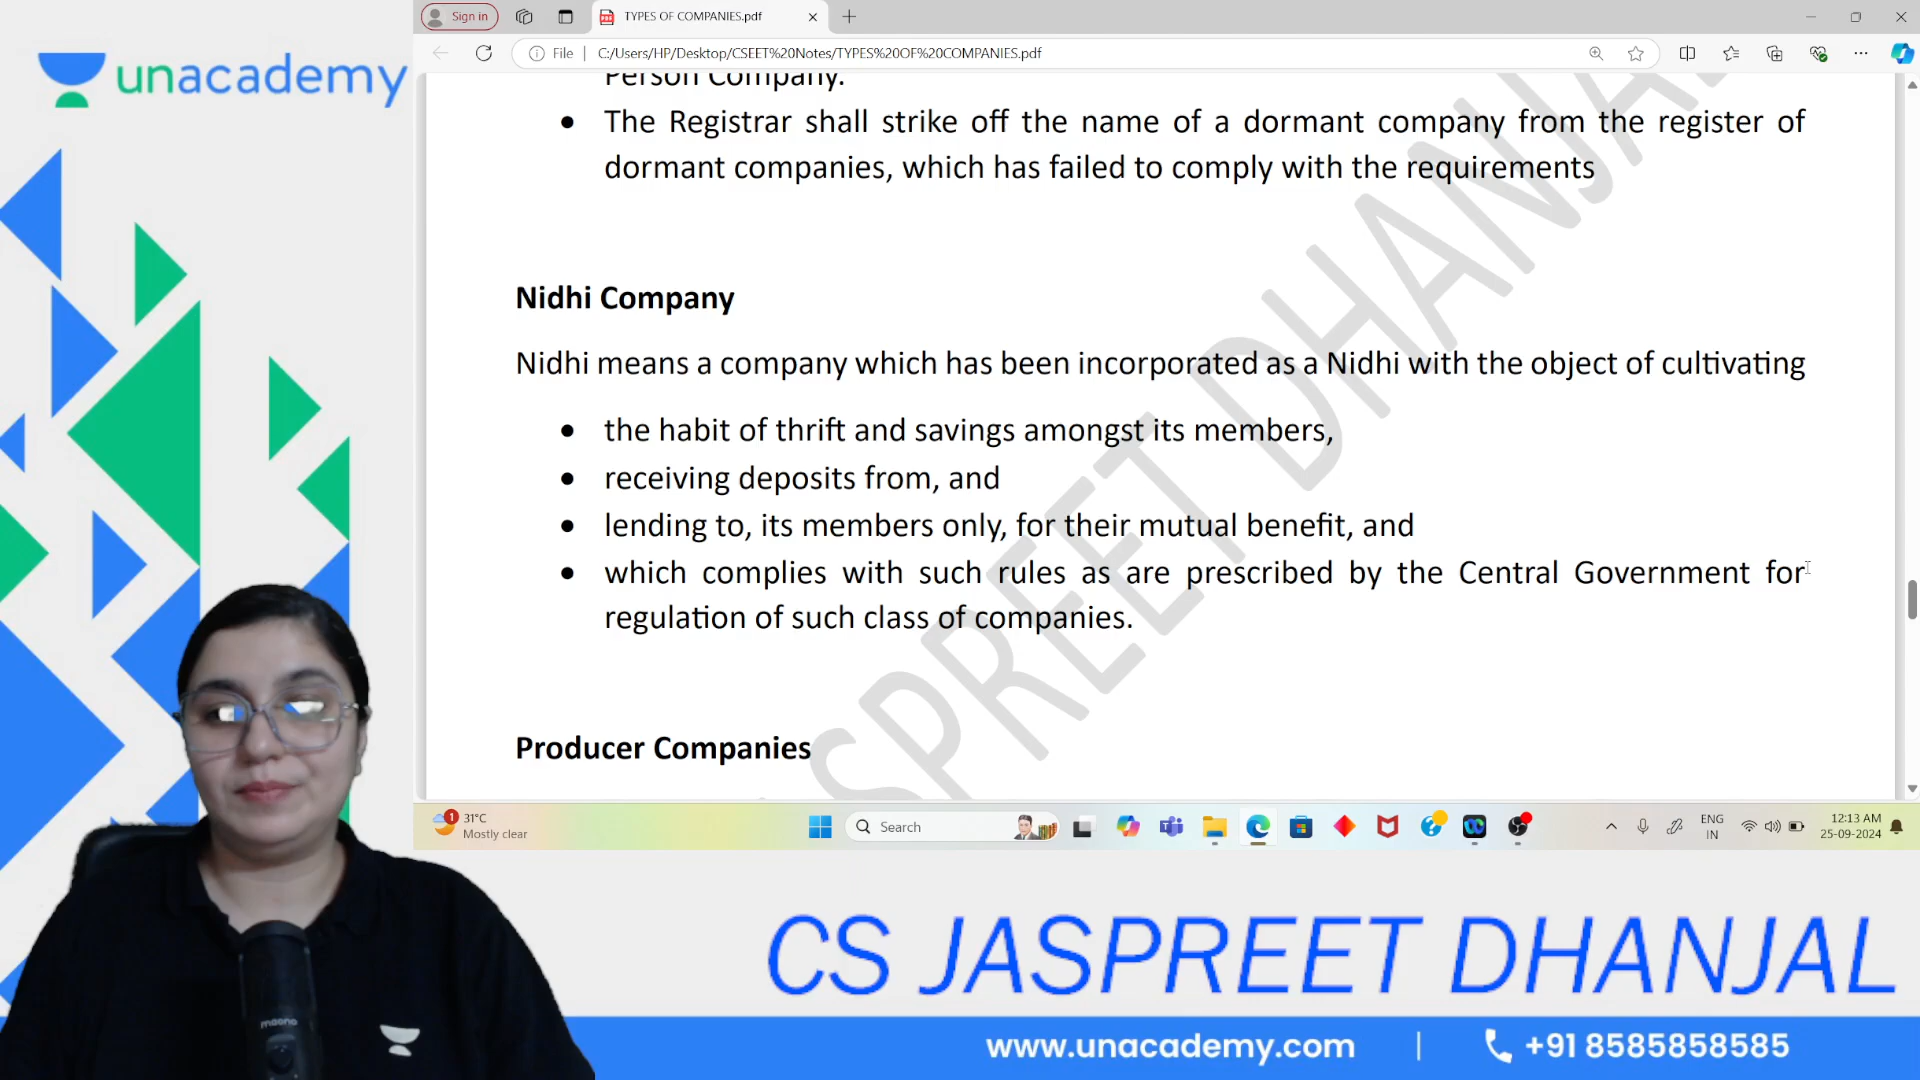 unacademy
Sign in
TYPES OF COMPANIES.pdf
File
C:/Users/HP/Desktop/CSEET%20Notes/TYPES%20OF%20COMPANIES.pdf
Person Company.
• The Registrar shall strike off the name of a dormant company from the register of
dormant companies, which has failed to comply with the requirements
Nidhi Company
Nidhi means a company which has been incorporated as a Nidhi with the object of cultivating
• the habit of thrift and savings amongst its members,
• receiving deposits from, and
• lending to, its members only, for their mutual benefit, and
• which complies with such rules as are prescribed by the Central Government for
regulation of such class of companies.
Producer Companies
SPREET DHANJAL
1
31°C
Mostly clear
Search
ENG
IN
12:13 AM
25-09-2024
maono
CS JASPREET DHANJAL
www.unacademy.com | +91 8585858585